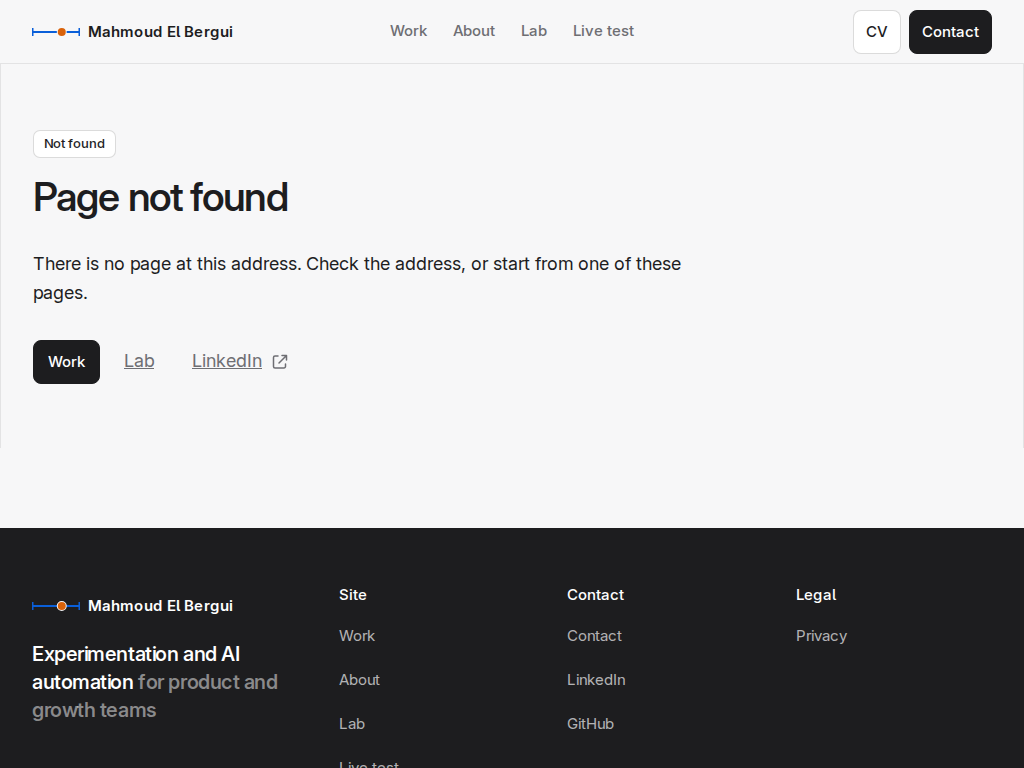 Mahmoud El Bergui
Work About Lab Live test
CV Contact
Not found
Page not found
There is no page at this address. Check the address, or start from one of these
pages.
Work Lab LinkedIn
Mahmoud El Bergui
Experimentation and AI
automation for product and
growth teams
Site
Work
About
Lab
Live test
Contact
Contact
LinkedIn
GitHub
Legal
Privacy